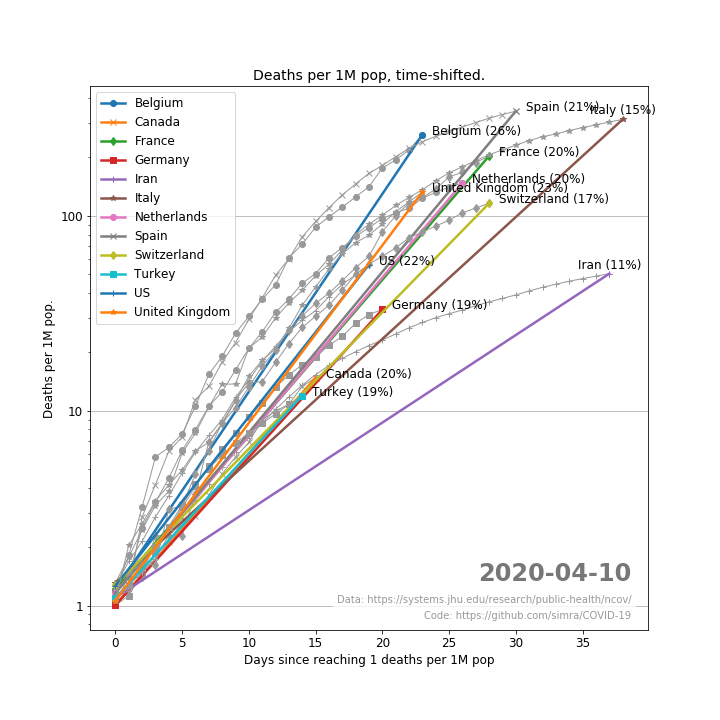 Deaths per 1M pop, time-shifted.
Belgium
Canada
France
Germany
Iran
Italy
Netherlands
Spain
Switzerland
Turkey
US
United Kingdom
Spain (21%)
Italy (15%)
Belgium (26%)
France (20%)
Netherlands (20%)
United Kingdom (23%)
Switzerland (17%)
US (22%)
Iran (11%)
Germany (19%)
Canada (20%)
Turkey (19%)
100
10
1
Deaths per 1M pop.
2020-04-10
Data: https://systems.jhu.edu/research/public-health/ncov/
Code: https://github.com/simra/COVID-19
0 5 10 15 20 25 30 35
Days since reaching 1 deaths per 1M pop